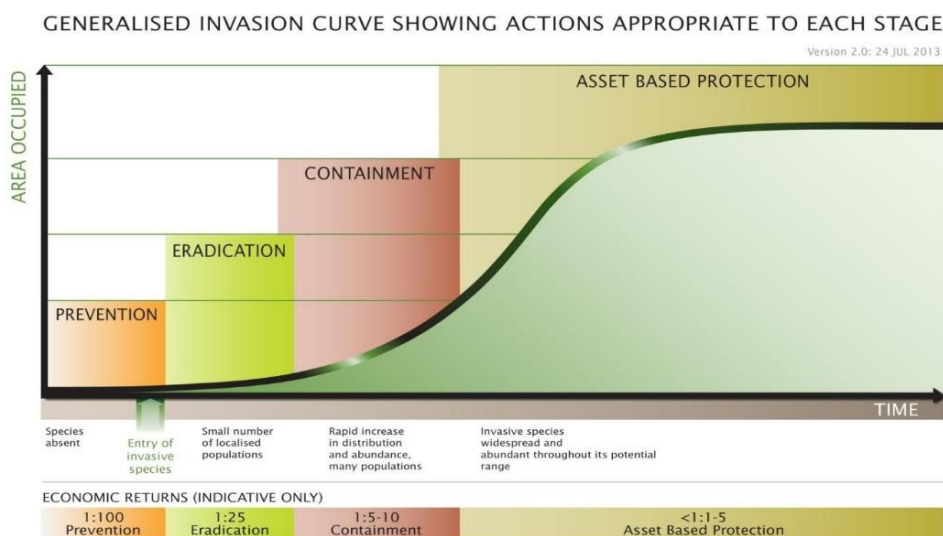 GENERALISED INVASION CURVE SHOWING ACTIONS APPROPRIATE TO EACH STAGE
Version 2.0: 24 JUL 2013
AREA OCCUPIED
ASSET BASED PROTECTION
CONTAINMENT
ERADICATION
PREVENTION
TIME
Species
absent
Entry of
invasive
species
Small number
of localised
populations
Rapid increase
in distribution
and abundance,
many populations
Invasive species
widespread and
abundant throughout its potential
range
ECONOMIC RETURNS (INDICATIVE ONLY)
1:100
Prevention
1:25
Eradication
1:5-10
Containment
<1:1-5
Asset Based Protection